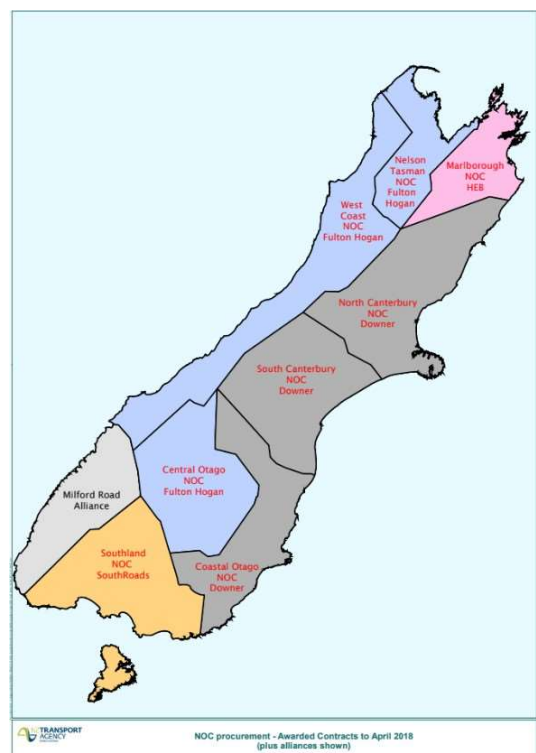 Nelson
Tasman
NOC
Fulton
Hogan
Marlborough
NOC
HEB
West
Coast
NOC
Fulton Hogan
North Canterbury
NOC
Downer
South Canterbury
NOC
Downer
Central Otago
NOC
Fulton Hogan
Milford Road
Alliance
Southland
NOC
SouthRoads
Coastal Otago
NOC
Downer
NZ TRANSPORT
AGENCY
NOC procurement - Awarded Contracts to April 2018
(plus alliances shown)